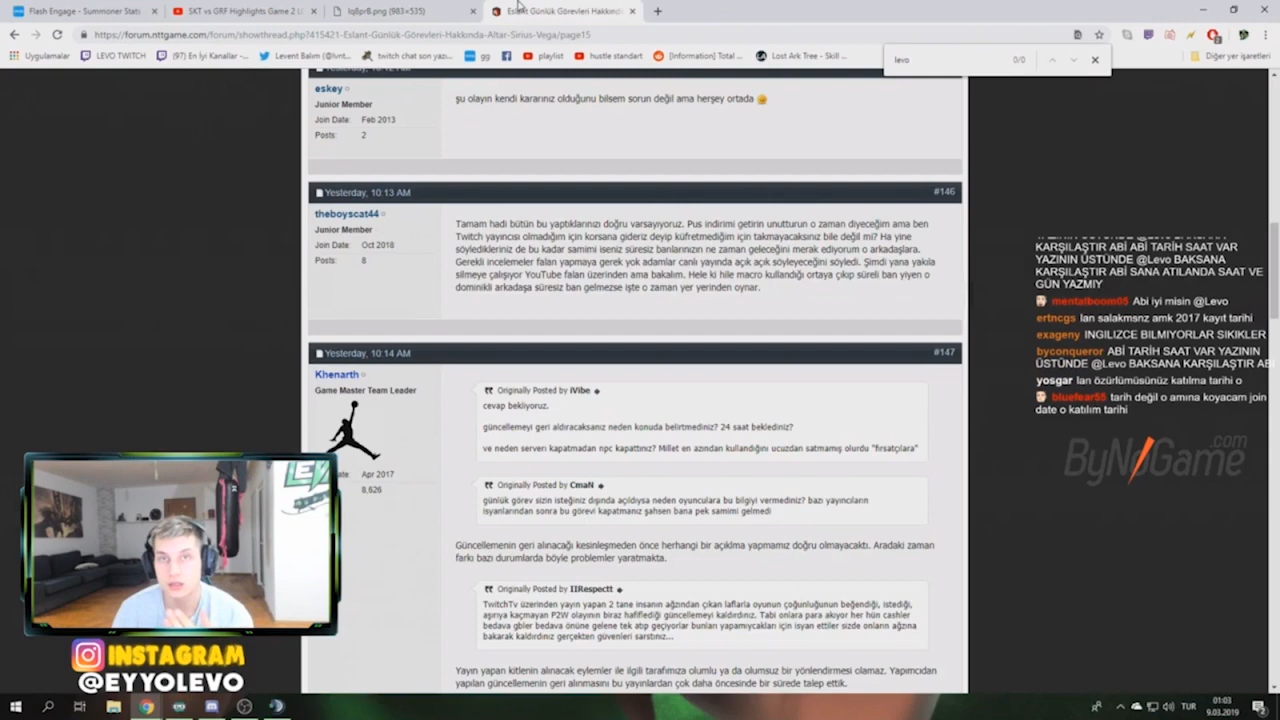 Flash Engage - Summoner Stats
SKT vs GRF Highlights Game 2 L
Iq8pr8.png (983×535)
Eslant Günlük Görevleri Hakkında
https://forum.nttgame.com/forum/showthread.php?415421-Eslant-Gunluk-Görevleri-Hakkında-Altar-Sirius-Vega/page15
Uygulamar
LEVO TWITCH
(97) En İyi Kanallar -...
Levent Balım (@lvnt...
twitch chat son yazı...
gg
playlist
hustle standart
[Information] Total ...
Lost Ark Tree - Skill ...
Diğer yer işaretleri
levo
0/0
eskey
Junior Member
Join Date: Feb 2013
Posts: 2
şu olayın kendi kararınız olduğunu bilsem sorun değil ama herşey ortada
Yesterday, 10:13 AM
#146
theboyscat44
Junior Member
Join Date: Oct 2018
Posts: 8
Tamam hadi bütün bu yaptıklarınızı doğru varsayıyoruz. Pus indirimi getirin unutturun o zaman diyeceğim ama ben
Twitch yayıncısı olmadığım için korsana gideriz deyip küfretmediğim için takmayacaksınız bile değil mi? Ha yine
söyledikleriniz de bu kadar samimi iseniz süresiz banlarınızın ne zaman geleceğini merak ediyorum o arkadaşlara.
Gerekli incelemeler falan yapmaya gerek yok adamlar canlı yayında açık açık söyleyeceğini söyledi. Şimdi yana yakıla
silmeye çalışıyor YouTube falan üzerinden ama bakalım. Hele ki hile macro kullandığı ortaya çıkıp süreli ban yiyen o
dominikli arkadaşa süresiz ban gelmezse işte o zaman yer yerinden oynar.
Yesterday, 10:14 AM
#147
Khenarth
Game Master Team Leader
Apr 2017
8,626
Originally Posted by iVibe
cevap bekliyoruz.
güncellemeyi geri aldıracaksanız neden konuda belirtmediniz? 24 saat beklediniz?
ve neden serverı kapatmadan npc kapattınız? Millet en azından kullandığını ucuzdan satmamış olurdu "fırsatçılara"
Originally Posted by CmaN
günlük görev sizin isteğiniz dışında açıldıysa neden oyunculara bu bilgiyi vermediniz? bazı yayıncıların
isyanlarından sonra bu görevi kapatmanız şahsen bana pek samimi gelmedi
Güncellemenin geri alınacağı kesinleşmeden önce herhangi bir açıklma yapmamız doğru olmayacaktı. Aradaki zaman
farkı bazı durumlarda böyle problemler yaratmakta.
Originally Posted by IIRespectt
TwitchTv üzerinden yayın yapan 2 tane insanın ağzından çıkan laflarla oyunun çoğunluğunun beğendiği, istediği,
aşırıya kaçmayan P2W olayının biraz hafiflediği güncellemeyi kaldırdınız. Tabi onlara para akıyor her hün cashler
bedava gbler bedava önüne gelene tek atıp geçiyorlar bunları yapamıycakları için isyan ettiler sizde onların ağzına
bakarak kaldırdınız gerçekten güvenleri sarstınız...
Yayın yapan kitlenin alınacak eylemler ile ilgili tarafımıza olumlu ya da olumsuz bir yönlendirmesi olamaz. Yapımcıdan
yapılan güncellemenin geri alınmasını bu yayınlardan çok daha öncesinde bir sürede talep ettik.
KARŞILAŞTIR ABİ ABİ TARİH SAAT VAR
YAZININ ÜSTÜNDE @Levo BAKSANA
KARŞILAŞTIR ABİ SANA ATILANDA SAAT VE
GÜN YAZMIY
mentalboom05 Abi iyi misin @Levo
ertncgs lan salakmsnz amk 2017 kayıt tarihi
exageny INGILIZCE BILMIYORLAR SIKIKLER
byconqueror ABİ TARİH SAAT VAR YAZININ
ÜSTÜNDE @Levo BAKSANA KARŞILAŞTIR AB
yosgar lan özürlümüsünüz katılma tarihi o
bluefear55 tarih değil o amına koyacam join
date o katılım tarihi
ByNoGame.com
INSTAGRAM
@EYYOLEVO
TUR
01:03
9.03.2019